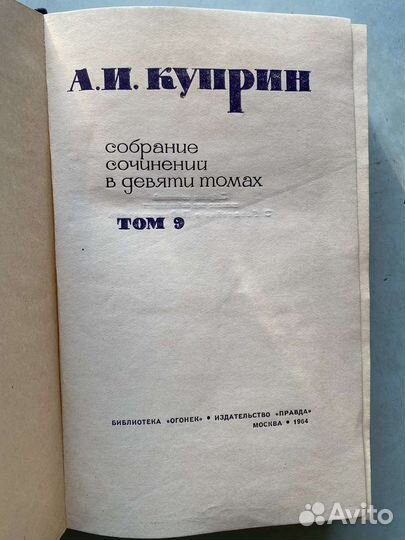 А.И. КУПРИН
собрание
сочинений
в девяти томах
ТОМ 9
БИБЛИОТЕКА «ОГОНЕК» • ИЗДАТЕЛЬСТВО «ПРАВДА»
МОСКВА • 1964
Avito